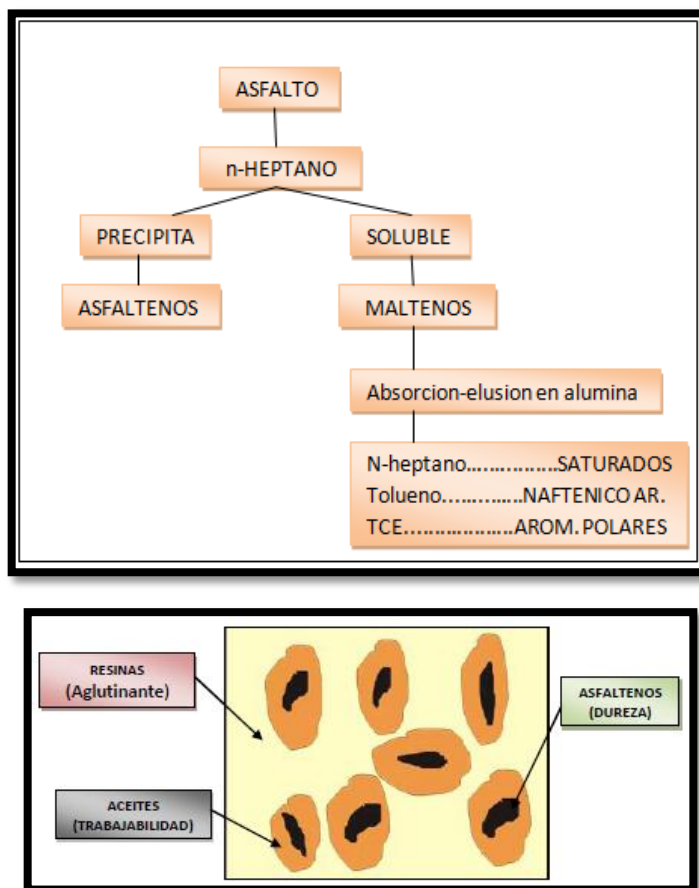 ASFALTO
n-HEPTANO
PRECIPITA
SOLUBLE
ASFALTENOS
MALTENOS
Absorcion-elusion en alumina
N-heptano..................SATURADOS
Tolueno..............NAFTENICO AR.
TCE.....................AROM. POLARES
RESINAS
(Aglutinante)
ASFALTENOS
(DUREZA)
ACEITES
(TRABAJABILIDAD)